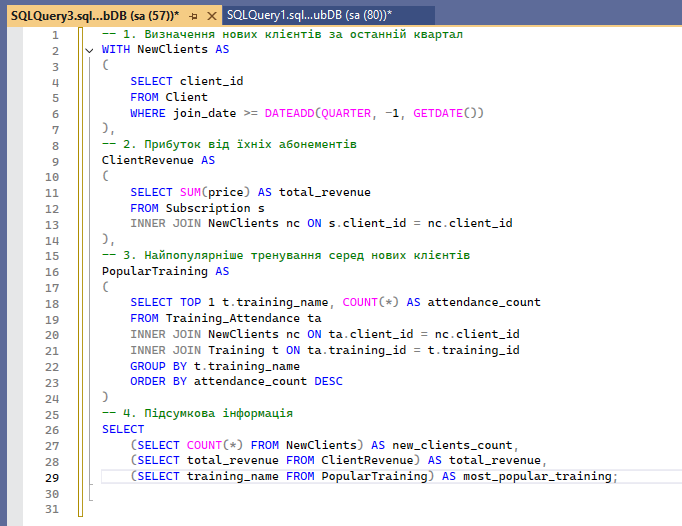 SQLQuery3.sql...bDB (sa (57))* SQLQuery1.sql...ubDB (sa (80))*
1 -- 1. Визначення нових клієнтів за останній квартал
2 WITH NewClients AS
3 (
4 SELECT client_id
5 FROM Client
6 WHERE join_date >= DATEADD(QUARTER, -1, GETDATE())
7 ),
8 -- 2. Прибуток від їхніх абонементів
9 ClientRevenue AS
10 (
11 SELECT SUM(price) AS total_revenue
12 FROM Subscription s
13 INNER JOIN NewClients nc ON s.client_id = nc.client_id
14 ),
15 -- 3. Найпопулярніше тренування серед нових клієнтів
16 PopularTraining AS
17 (
18 SELECT TOP 1 t.training_name, COUNT(*) AS attendance_count
19 FROM Training_Attendance ta
20 INNER JOIN NewClients nc ON ta.client_id = nc.client_id
21 INNER JOIN Training t ON ta.training_id = t.training_id
22 GROUP BY t.training_name
23 ORDER BY attendance_count DESC
24 )
25 -- 4. Підсумкова інформація
26 SELECT
27 (SELECT COUNT(*) FROM NewClients) AS new_clients_count,
28 (SELECT total_revenue FROM ClientRevenue) AS total_revenue,
29 (SELECT training_name FROM PopularTraining) AS most_popular_training;
30
31